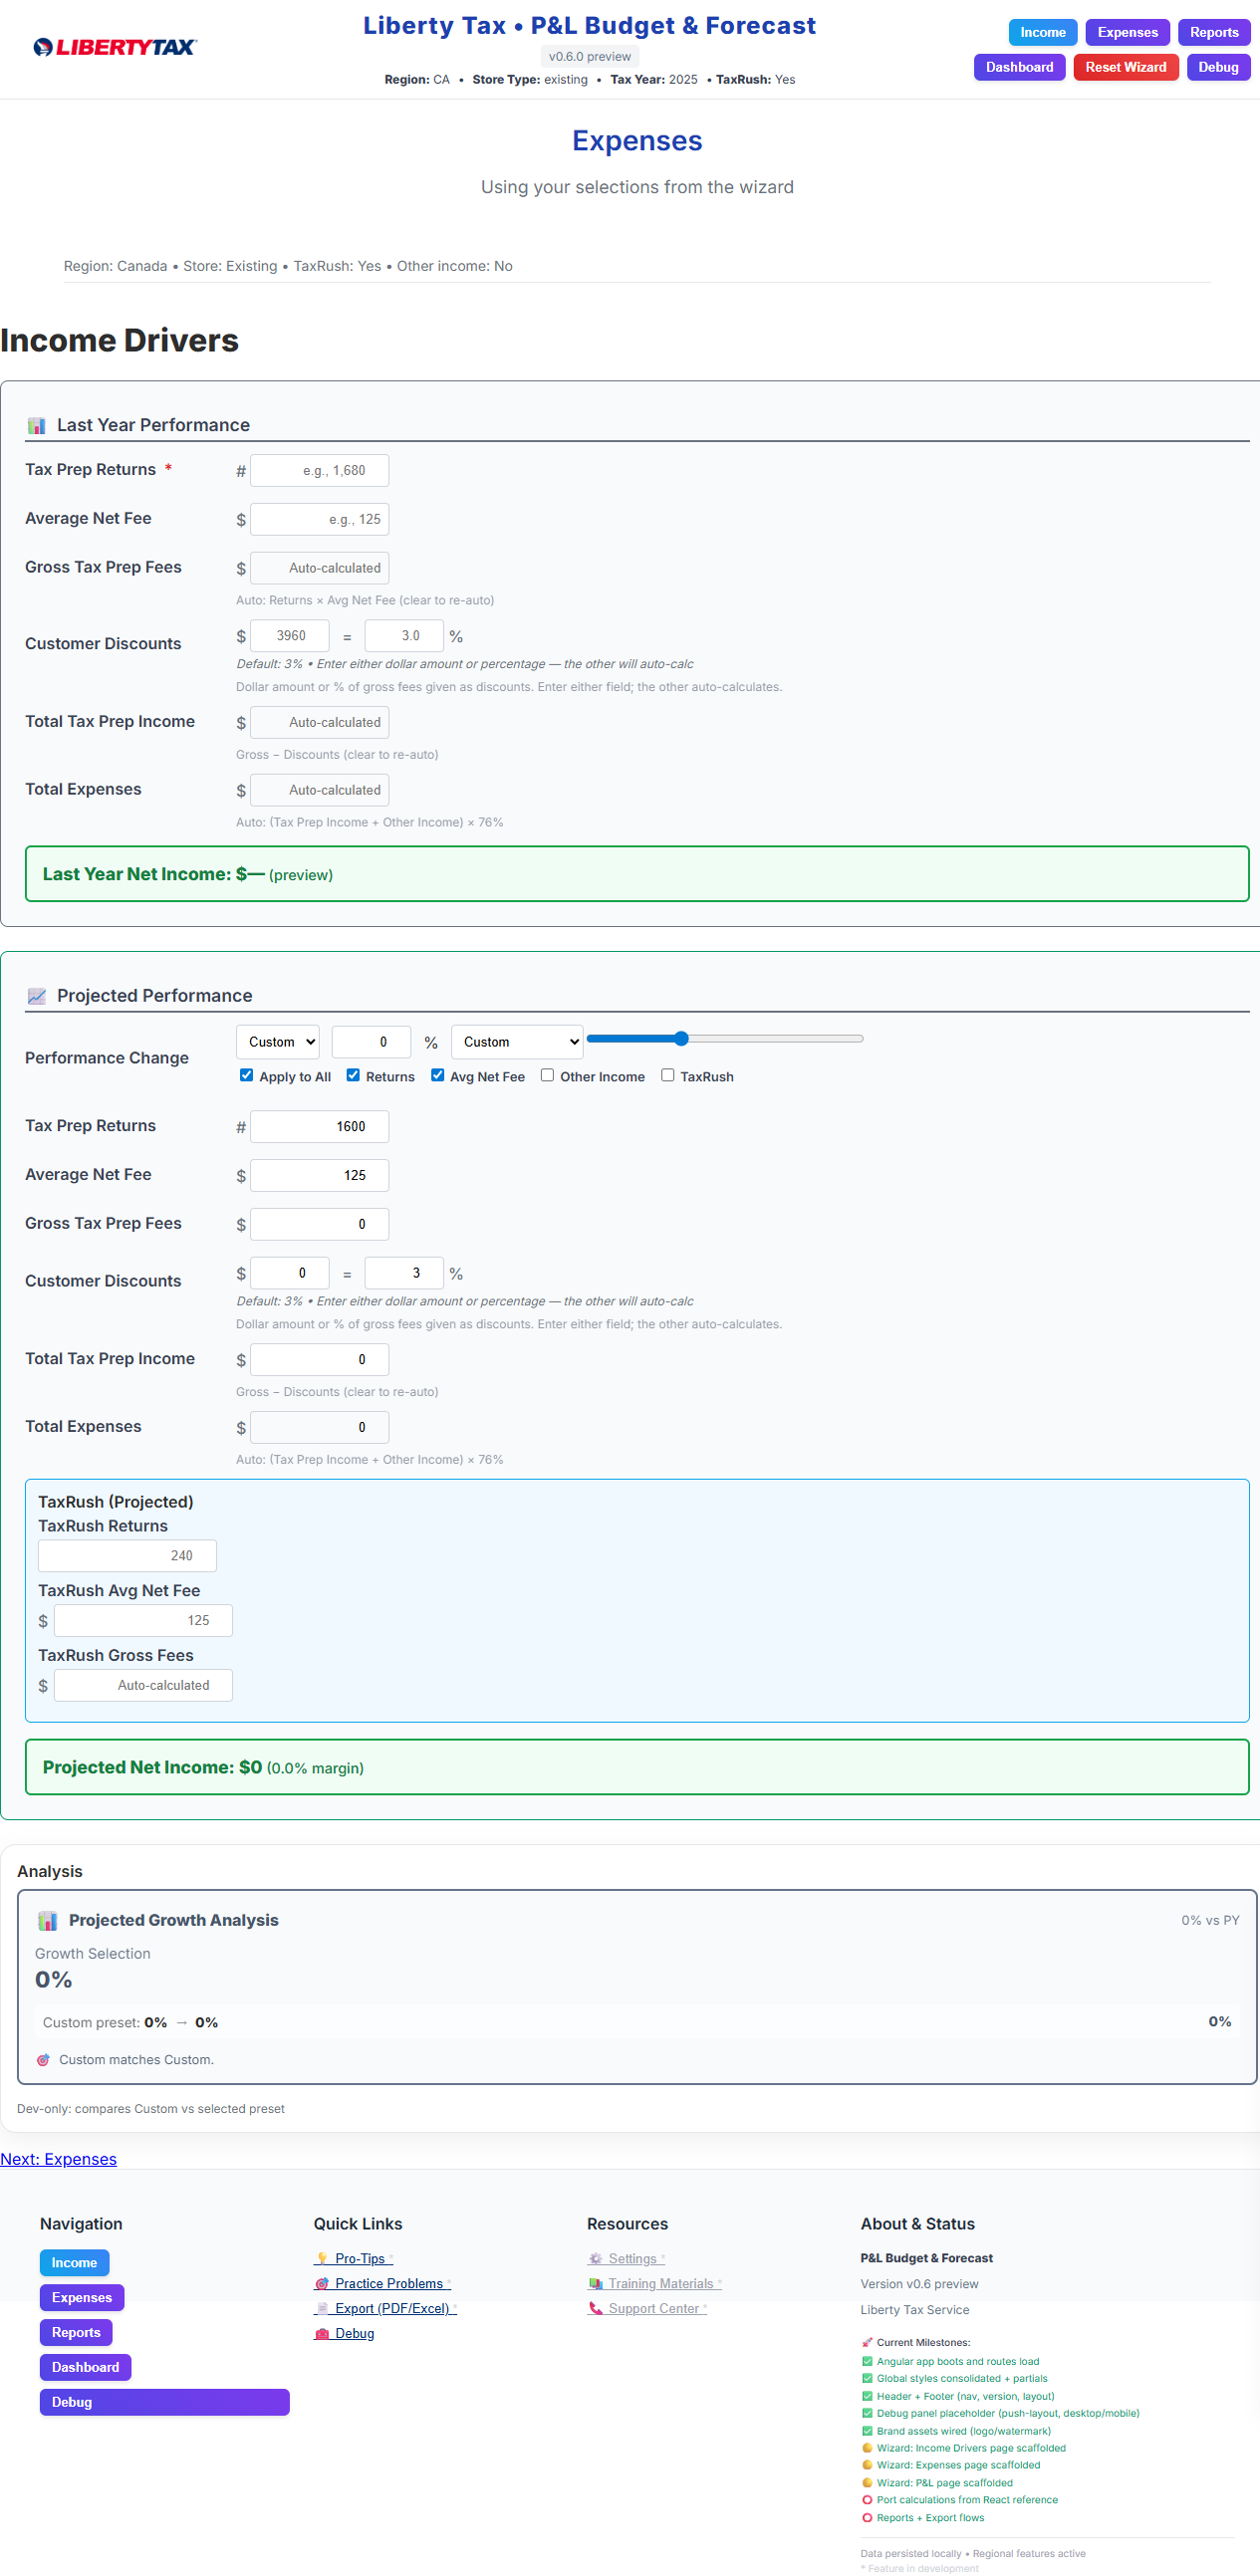 LIBERTYTAX
Liberty Tax • P&L Budget & Forecast
v0.6.0 preview
Region: CA • Store Type: existing • Tax Year: 2025 • TaxRush: Yes
Income Expenses Reports
Dashboard Reset Wizard Debug
Expenses
Using your selections from the wizard
Region: Canada • Store: Existing • TaxRush: Yes • Other income: No
Income Drivers
📊 Last Year Performance
Tax Prep Returns * # e.g., 1,680
Average Net Fee $ e.g., 125
Gross Tax Prep Fees $ Auto-calculated
Auto: Returns × Avg Net Fee (clear to re-auto)
Customer Discounts $ 3960 = 3.0 %
Default: 3% • Enter either dollar amount or percentage — the other will auto-calc
Dollar amount or % of gross fees given as discounts. Enter either field; the other auto-calculates.
Total Tax Prep Income $ Auto-calculated
Gross − Discounts (clear to re-auto)
Total Expenses $ Auto-calculated
Auto: (Tax Prep Income + Other Income) × 76%
Last Year Net Income: $— (preview)
📈 Projected Performance
Performance Change Custom 0 % Custom
Apply to All Returns Avg Net Fee Other Income TaxRush
Tax Prep Returns # 1600
Average Net Fee $ 125
Gross Tax Prep Fees $ 0
Customer Discounts $ 0 = 3 %
Default: 3% • Enter either dollar amount or percentage — the other will auto-calc
Dollar amount or % of gross fees given as discounts. Enter either field; the other auto-calculates.
Total Tax Prep Income $ 0
Gross − Discounts (clear to re-auto)
Total Expenses $ 0
Auto: (Tax Prep Income + Other Income) × 76%
TaxRush (Projected)
TaxRush Returns
240
TaxRush Avg Net Fee
$ 125
TaxRush Gross Fees
$ Auto-calculated
Projected Net Income: $0 (0.0% margin)
Analysis
📊 Projected Growth Analysis 0% vs PY
Growth Selection
0%
Custom preset: 0% → 0% 0%
🎯 Custom matches Custom.
Dev-only: compares Custom vs selected preset
Next: Expenses
Navigation
Income
Expenses
Reports
Dashboard
Debug
Quick Links
💡 Pro-Tips *
🎯 Practice Problems *
📄 Export (PDF/Excel) *
🧰 Debug
Resources
⚙️ Settings *
📚 Training Materials *
📞 Support Center *
About & Status
P&L Budget & Forecast
Version v0.6 preview
Liberty Tax Service
🚀 Current Milestones:
✅ Angular app boots and routes load
✅ Global styles consolidated + partials
✅ Header + Footer (nav, version, layout)
✅ Debug panel placeholder (push-layout, desktop/mobile)
✅ Brand assets wired (logo/watermark)
🟡 Wizard: Income Drivers page scaffolded
🟡 Wizard: Expenses page scaffolded
🟡 Wizard: P&L page scaffolded
⭕ Port calculations from React reference
⭕ Reports + Export flows
Data persisted locally • Regional features active
* Feature in development